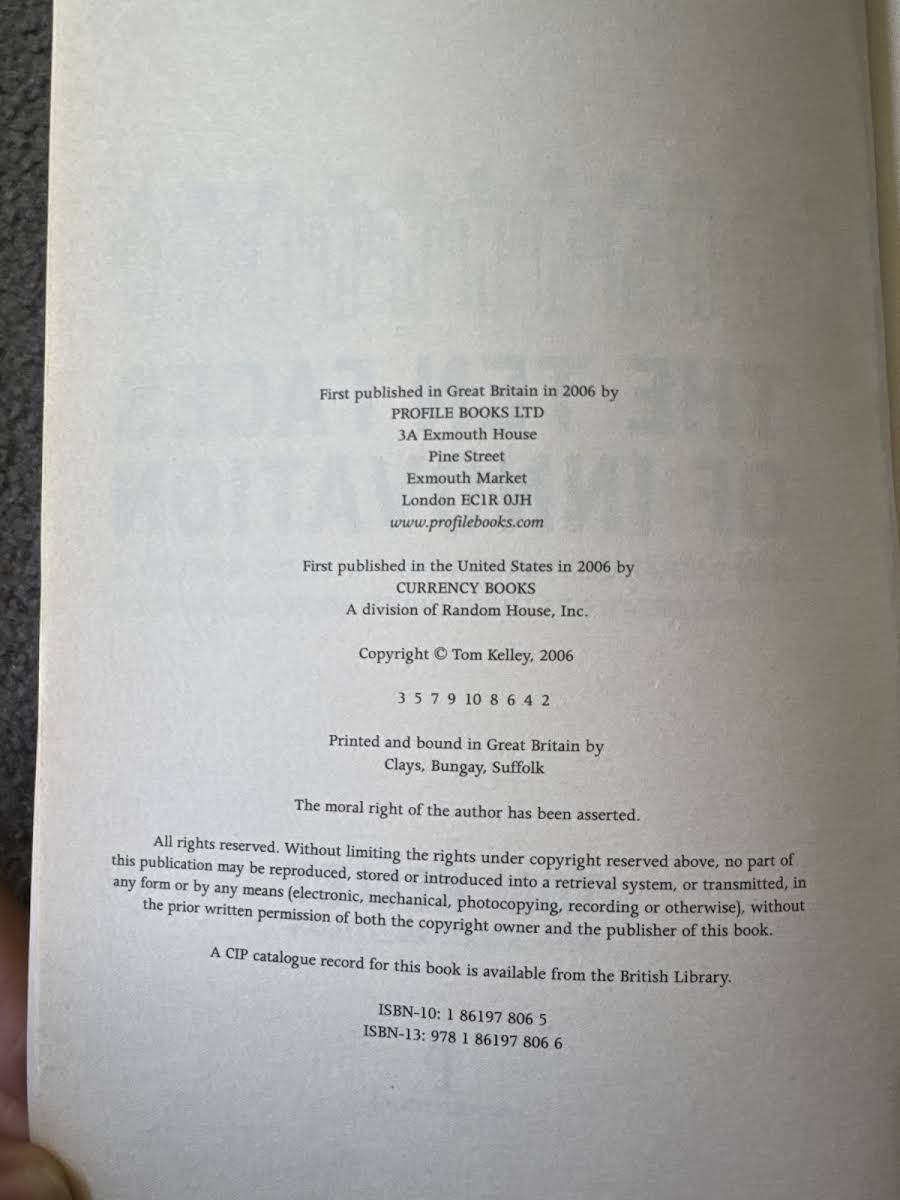 First published in Great Britain in 2006 by
PROFILE BOOKS LTD
3A Exmouth House
Pine Street
Exmouth Market
London EC1R 0JH
www.profilebooks.com
First published in the United States in 2006 by
CURRENCY BOOKS
A division of Random House, Inc.
Copyright © Tom Kelley, 2006
3 5 7 9 10 8 6 4 2
Printed and bound in Great Britain by
Clays, Bungay, Suffolk
The moral right of the author has been asserted.
All rights reserved. Without limiting the rights under copyright reserved above, no part of
this publication may be reproduced, stored or introduced into a retrieval system, or transmitted, in
any form or by any means (electronic, mechanical, photocopying, recording or otherwise), without
the prior written permission of both the copyright owner and the publisher of this book.
A CIP catalogue record for this book is available from the British Library.
ISBN-10: 1 86197 806 5
ISBN-13: 978 1 86197 806 6